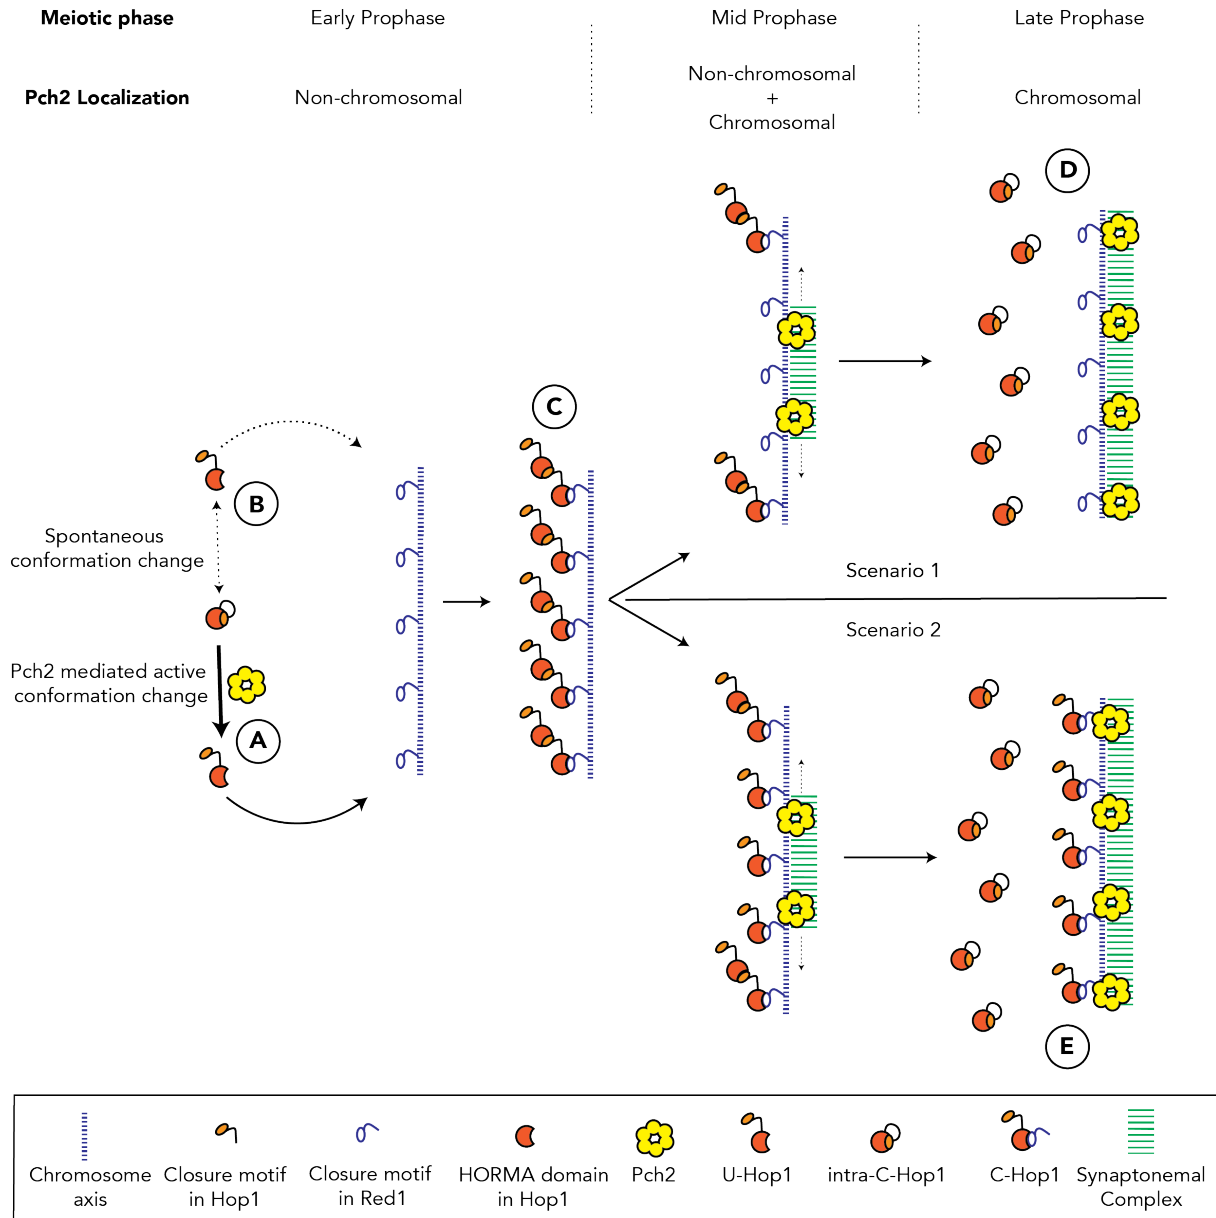 Meiotic phase
Early Prophase
Mid Prophase
Late Prophase
Pch2 Localization
Non-chromosomal
Non-chromosomal
+
Chromosomal
Chromosomal
D
C
B
Spontaneous
conformation change
Scenario 1
Scenario 2
Pch2 mediated active
conformation change
A
E
Chromosome
axis
Closure motif
in Hop1
Closure motif
in Red1
HORMA domain
in Hop1
Pch2
U-Hop1
intra-C-Hop1
C-Hop1
Synaptonemal
Complex